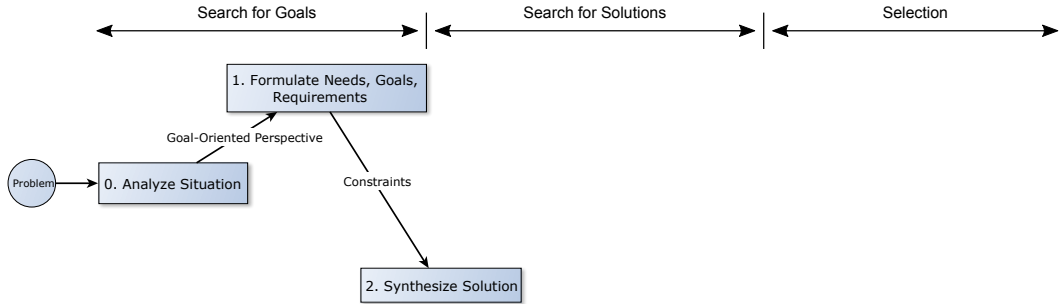 Search for Goals
Search for Solutions
Selection
1. Formulate Needs, Goals,
Requirements
Goal-Oriented Perspective
Problem
0. Analyze Situation
Constraints
2. Synthesize Solution